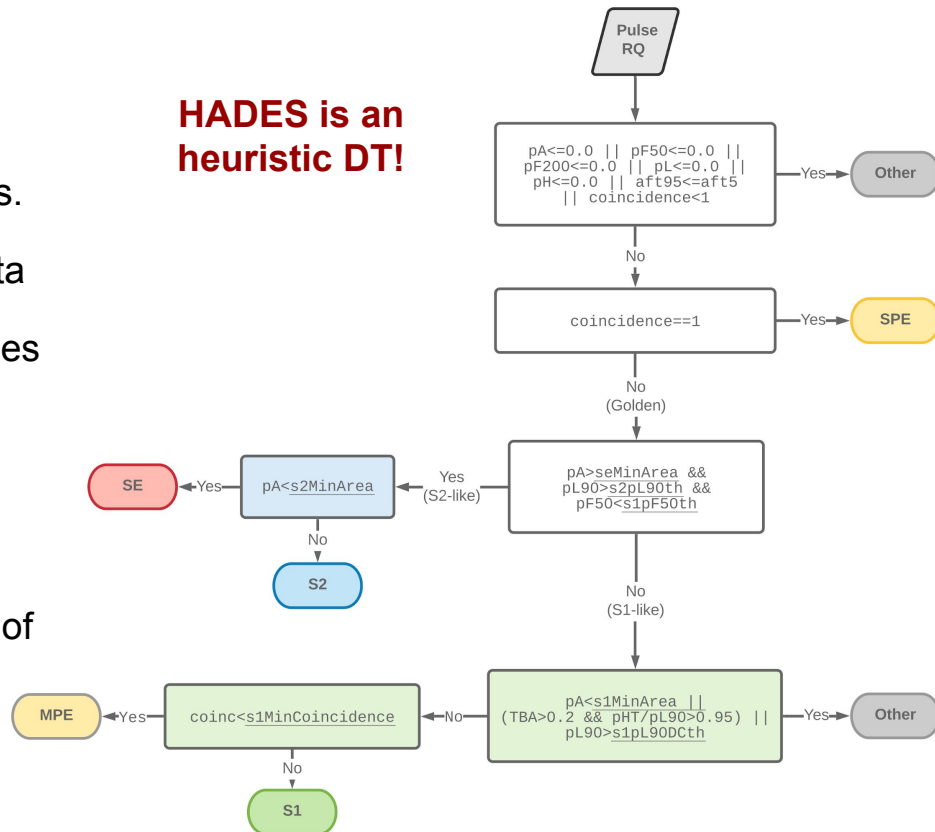 Pulse
RQ
HADES is an
heuristic DT!
pA<=0.0 || pF50<=0.0 ||
pF200<=0.0 || pL<=0.0 ||
pH<=0.0 || aft95<=aft5
|| coincidence<1
Yes
Other
s.
ta
No
es
coincidence==1
Yes
SPE
No
(Golden)
SE
Yes
pA<s2MinArea
Yes
(S2-like)
pA>seMinArea &&
pL90>s2pL90th &&
pF50<s1pF50th
No
S2
No
(S1-like)
of
MPE
Yes
coinc<s1MinCoincidence
No
pA<s1MinArea ||
(TBA>0.2 && pHT/pL90>0.95) ||
pL90>s1pL90DCth
Yes
Other
No
S1